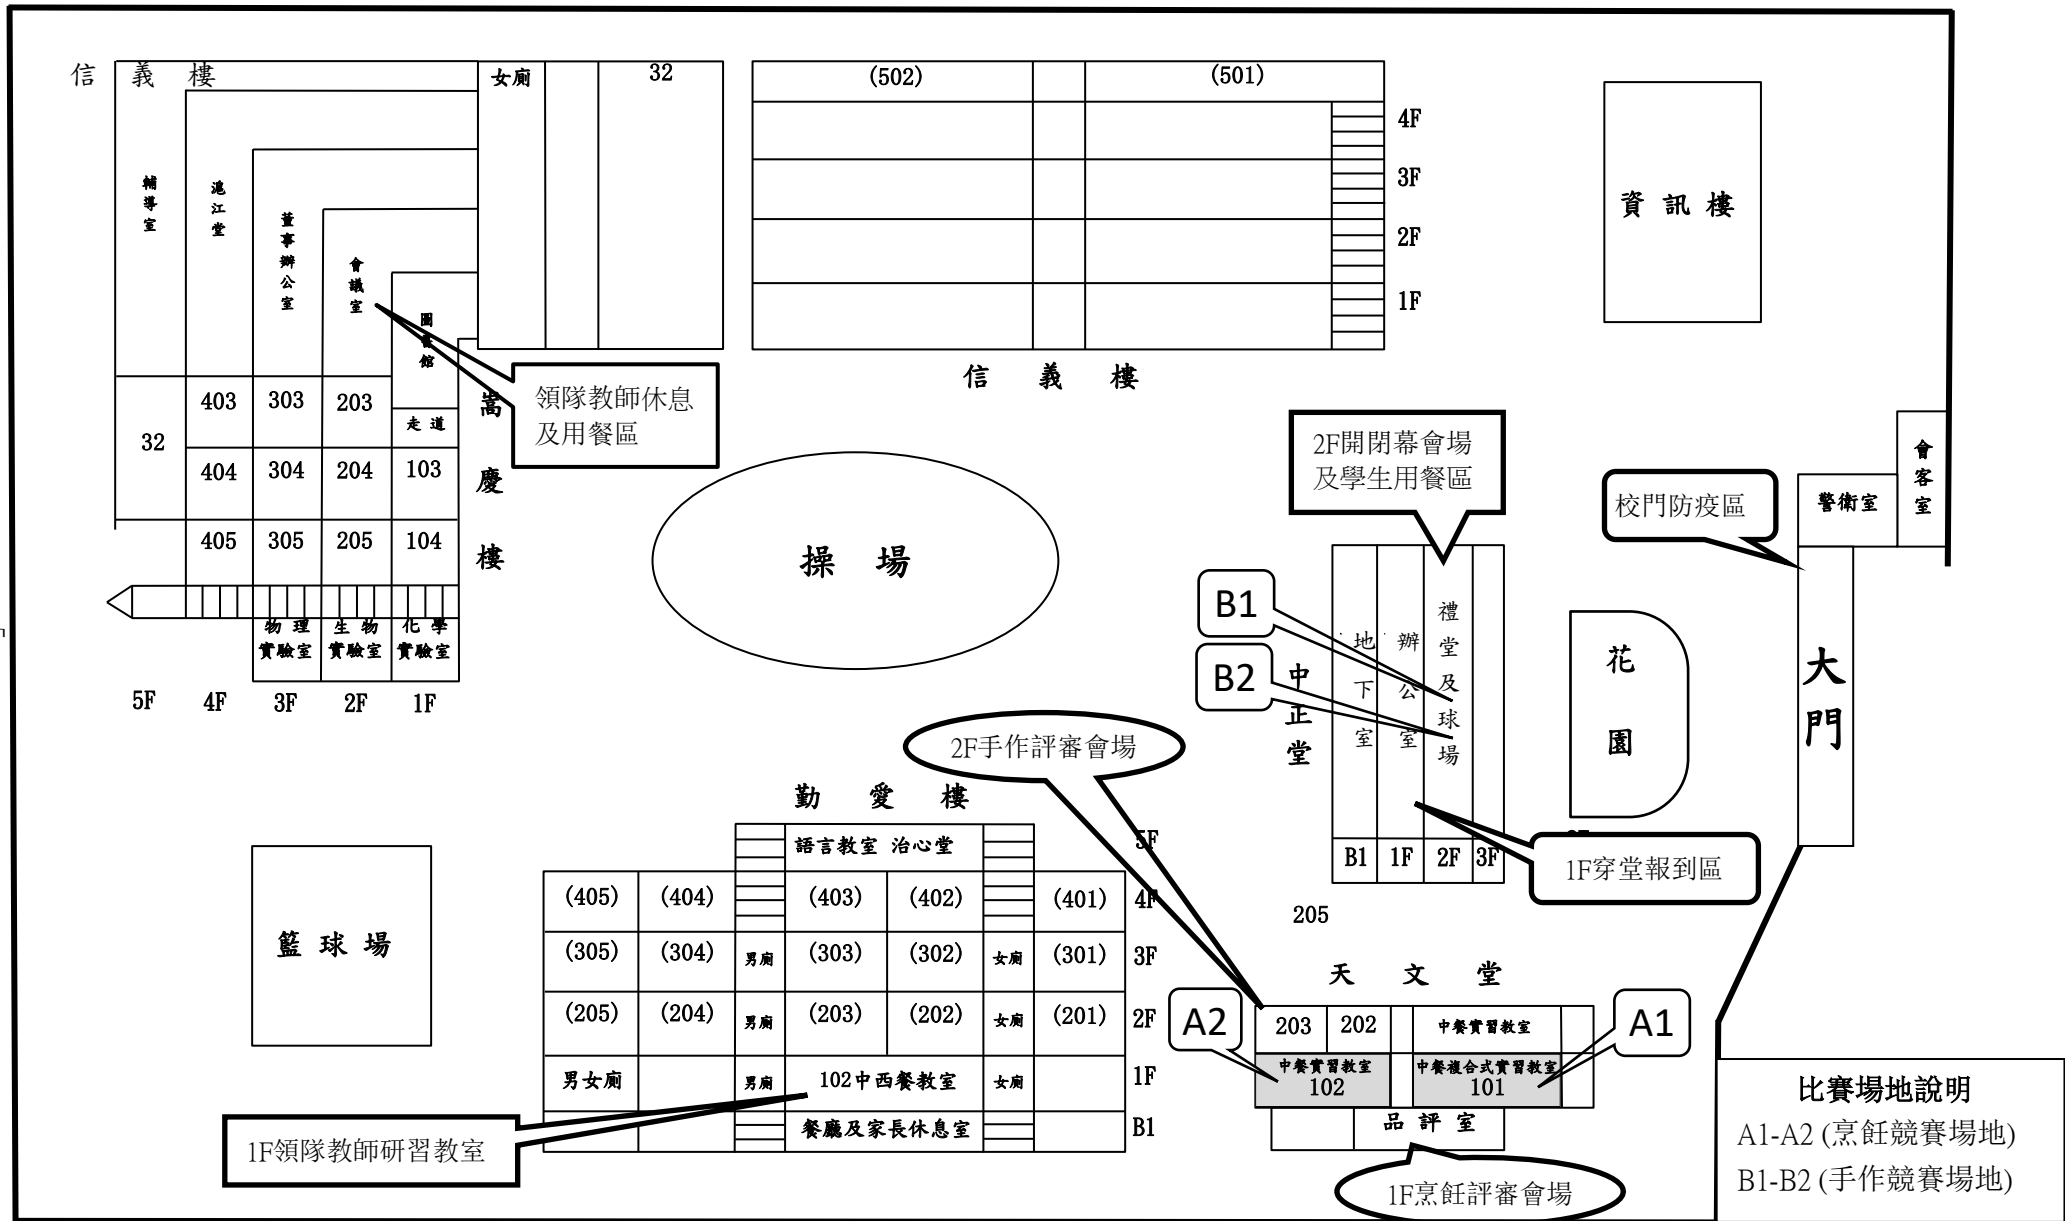 信 義 樓
女廁
32
(502)
(501)
4F
3F
2F
1F
資 訊 樓
輔導室
滬江堂
董事辦公室
會議室
圖書館
403
303
203
走 道
32
404
304
204
103
405
305
205
104
嵩慶樓
物 理
實驗室
生 物
實驗室
化 學
實驗室
5F
4F
3F
2F
1F
領隊教師休息
及用餐區
信 義 樓
操 場
2F開閉幕會場
及學生用餐區
校門防疫區
警衛室
會客室
大門
B1
B2
中正堂
地下室
辦公室
禮堂及球場
花園
B1
1F
2F
3F
1F穿堂報到區
205
2F手作評審會場
勤 愛 樓
語言教室 治心堂
5F
(405)
(404)
(403)
(402)
(401)
4F
(305)
(304)
男廁
(303)
(302)
女廁
(301)
3F
(205)
(204)
男廁
(203)
(202)
女廁
(201)
2F
男女廁
男廁
102中西餐教室
女廁
1F
餐廳及家長休息室
B1
籃 球 場
1F領隊教師研習教室
天 文 堂
A2
203
202
中餐實習教室
A1
中餐實習教室
102
中餐複合式實習教室
101
品 評 室
1F烹飪評審會場
比賽場地說明
A1-A2 (烹飪競賽場地)
B1-B2 (手作競賽場地)